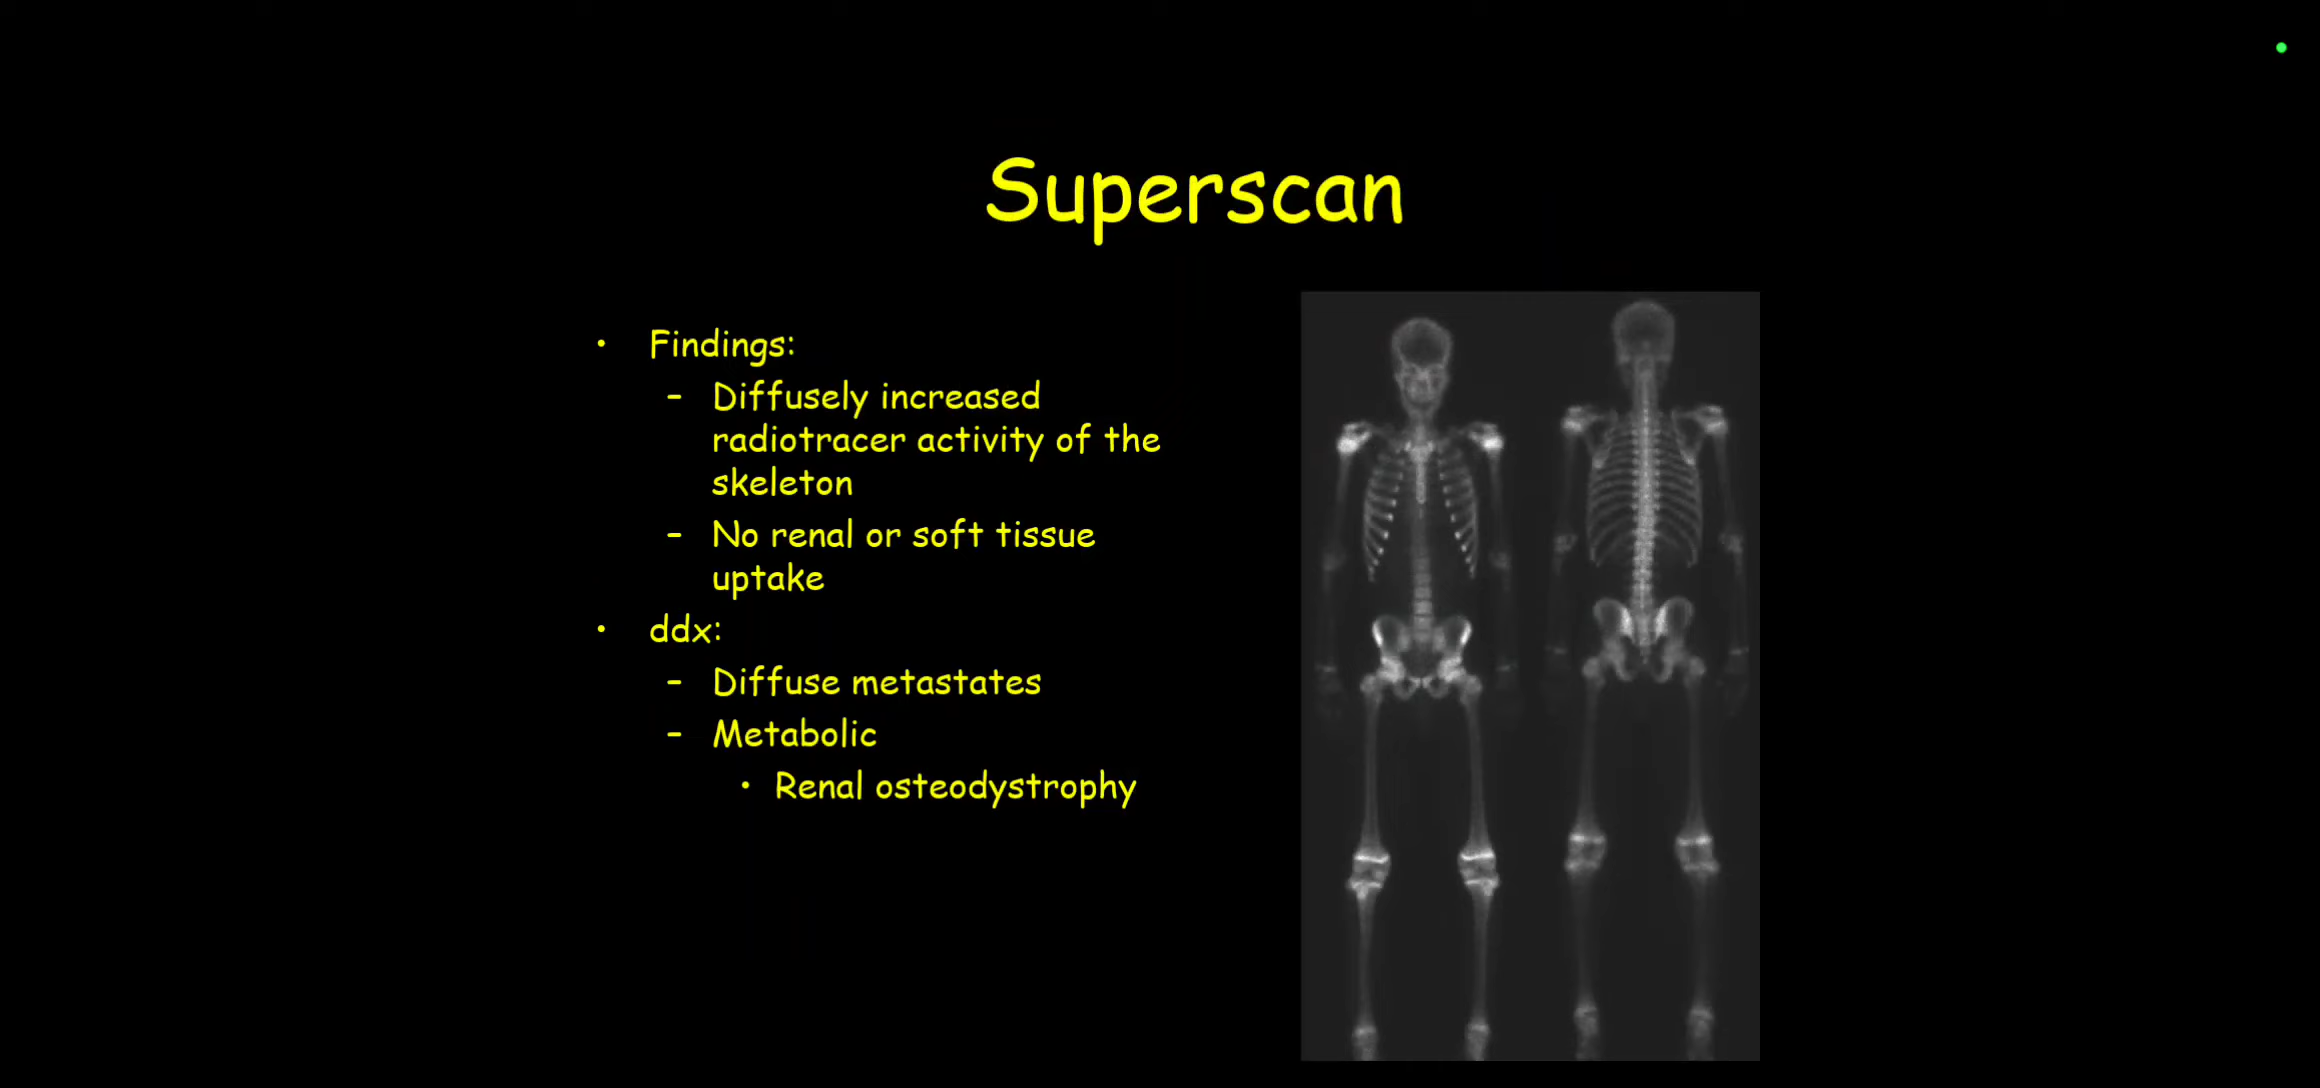 Superscan
• Findings:
– Diffusely increased
radiotracer activity of the
skeleton
– No renal or soft tissue
uptake
• ddx:
– Diffuse metastates
– Metabolic
• Renal osteodystrophy